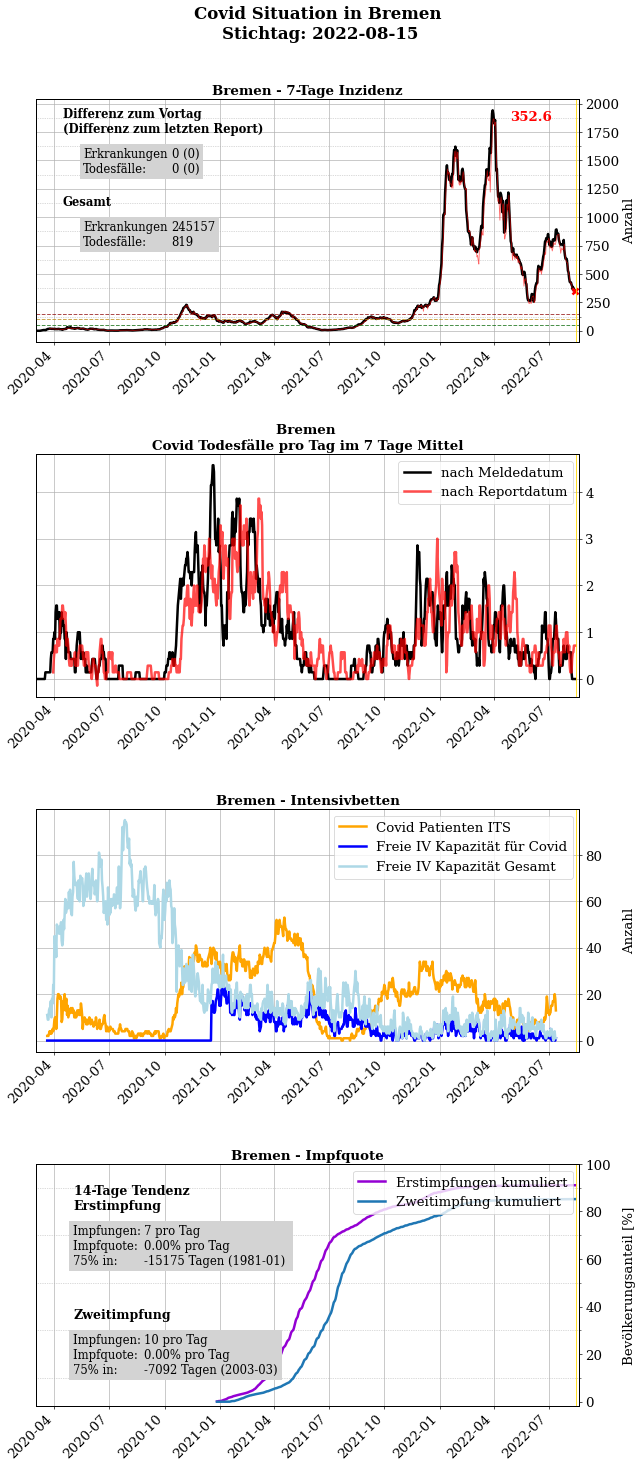 Covid Situation in Bremen
Stichtag: 2022-08-15
Bremen - 7-Tage Inzidenz
Differenz zum Vortag
(Differenz zum letzten Report)
Erkrankungen 0 (0)
Todesfälle: 0 (0)
Gesamt
Erkrankungen 245157
Todesfälle: 819
352.6
2000
1750
1500
1250
1000
750
500
250
0
Anzahl
2020-04
2020-07
2020-10
2021-01
2021-04
2021-07
2021-10
2022-01
2022-04
2022-07
Bremen
Covid Todesfälle pro Tag im 7 Tage Mittel
nach Meldedatum
nach Reportdatum
4
3
2
1
0
2020-04
2020-07
2020-10
2021-01
2021-04
2021-07
2021-10
2022-01
2022-04
2022-07
Bremen - Intensivbetten
Covid Patienten ITS
Freie IV Kapazität für Covid
Freie IV Kapazität Gesamt
80
60
40
20
0
Anzahl
2020-04
2020-07
2020-10
2021-01
2021-04
2021-07
2021-10
2022-01
2022-04
2022-07
Bremen - Impfquote
14-Tage Tendenz
Erstimpfung
Impfungen: 7 pro Tag
Impfquote: 0.00% pro Tag
75% in: -15175 Tagen (1981-01)
Zweitimpfung
Impfungen: 10 pro Tag
Impfquote: 0.00% pro Tag
75% in: -7092 Tagen (2003-03)
Erstimpfungen kumuliert
Zweitimpfung kumuliert
100
80
60
40
20
0
Bevölkerungsanteil [%]
2020-04
2020-07
2020-10
2021-01
2021-04
2021-07
2021-10
2022-01
2022-04
2022-07